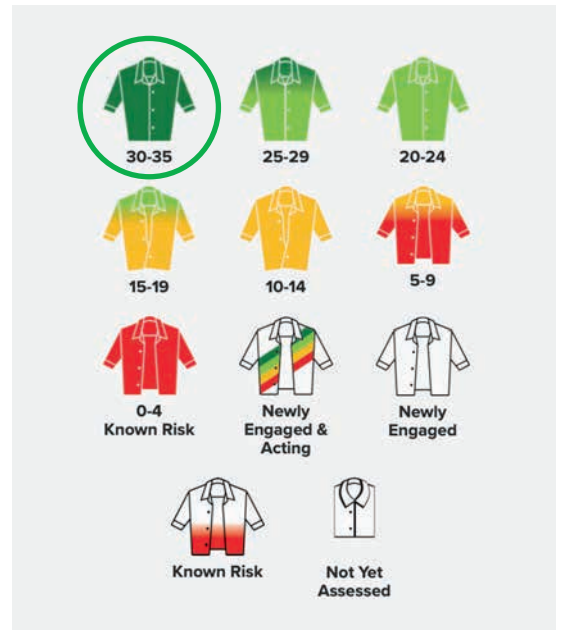 30-35
25-29
20-24
15-19
10-14
5-9
0-4
Known Risk
Newly
Engaged &
Acting
Newly
Engaged
Known Risk
Not Yet
Assessed